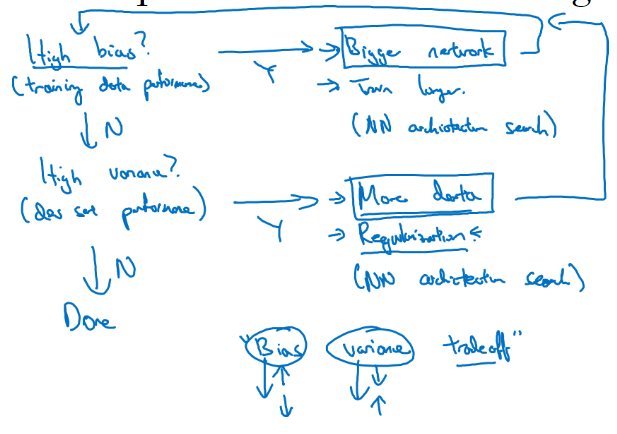 High bias?
(training data performance)
Y
Bigger network
Train longer.
(NN architecture search)
N
High variance?
(dev set performance)
Y
More data
Regularization
(NN architecture search)
N
Done
"Bias variance tradeoff"